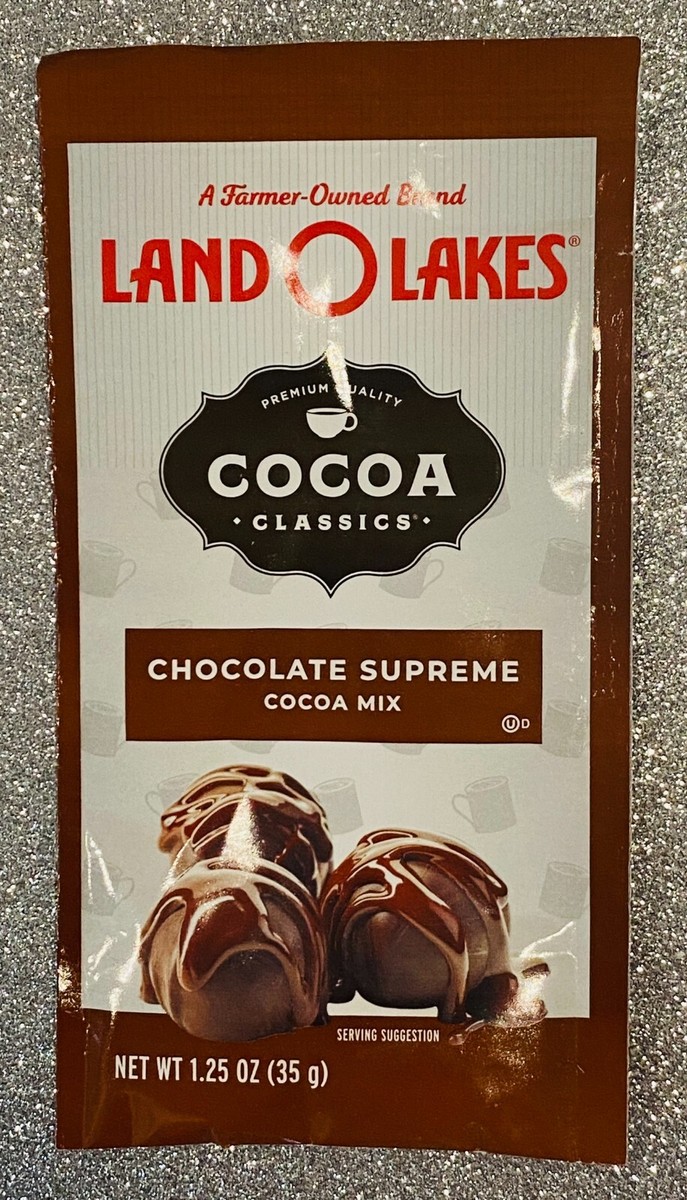 A Farmer-Owned Brand
LAND O LAKES®
PREMIUM QUALITY
COCOA
• CLASSICS® •
CHOCOLATE SUPREME
COCOA MIX
Ⓤ D
SERVING SUGGESTION
NET WT 1.25 OZ (35 g)